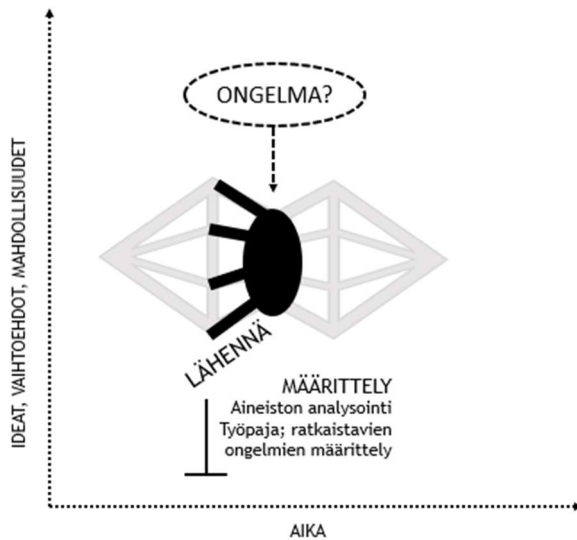 ONGELMA?
IDEAT, VAIHTOEHDOT, MAHDOLLISUUDET
LÄHENNÄ
MÄÄRITTELY
Aineiston analysointi
Työpaja; ratkaistavien
ongelmien määrittely
AIKA